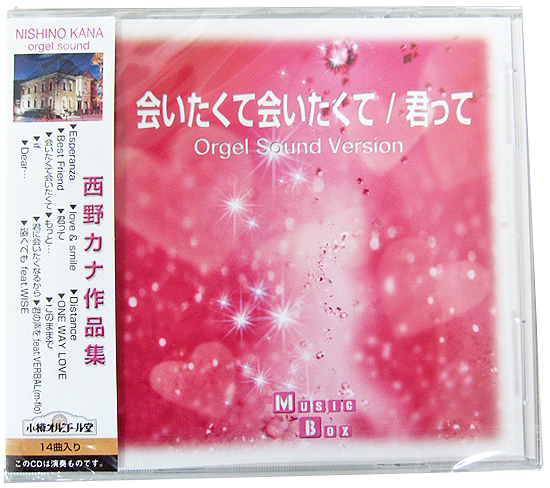 NISHINO KANA
orgel sound
西野カナ作品集
▶Esperanza
▶love & smile
▶Distance
▶Best Friend
▶君って
▶ONE WAY LOVE
▶会いたくて会いたくて
▶もっと…
▶このままで
▶if
▶君に会いたくなるから
▶君の声を feat.VERBAL(m-flo)
▶Dear…
▶遠くても feat.WISE
小樽オルゴール堂
14曲入り
このCDは演奏ものです。
会いたくて会いたくて / 君って
Orgel Sound Version
MUSIC
BOX